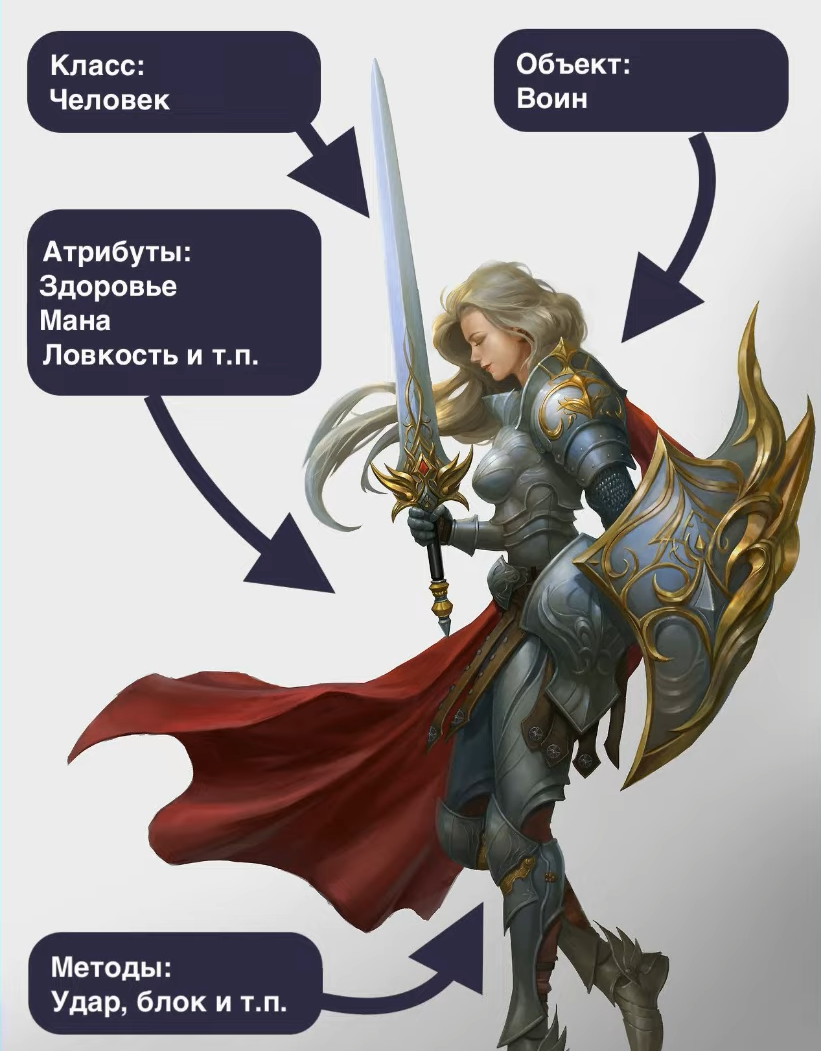 Класс:
Человек
Объект:
Воин
Атрибуты:
Здоровье
Мана
Ловкость и т.п.
Методы:
Удар, блок и т.п.